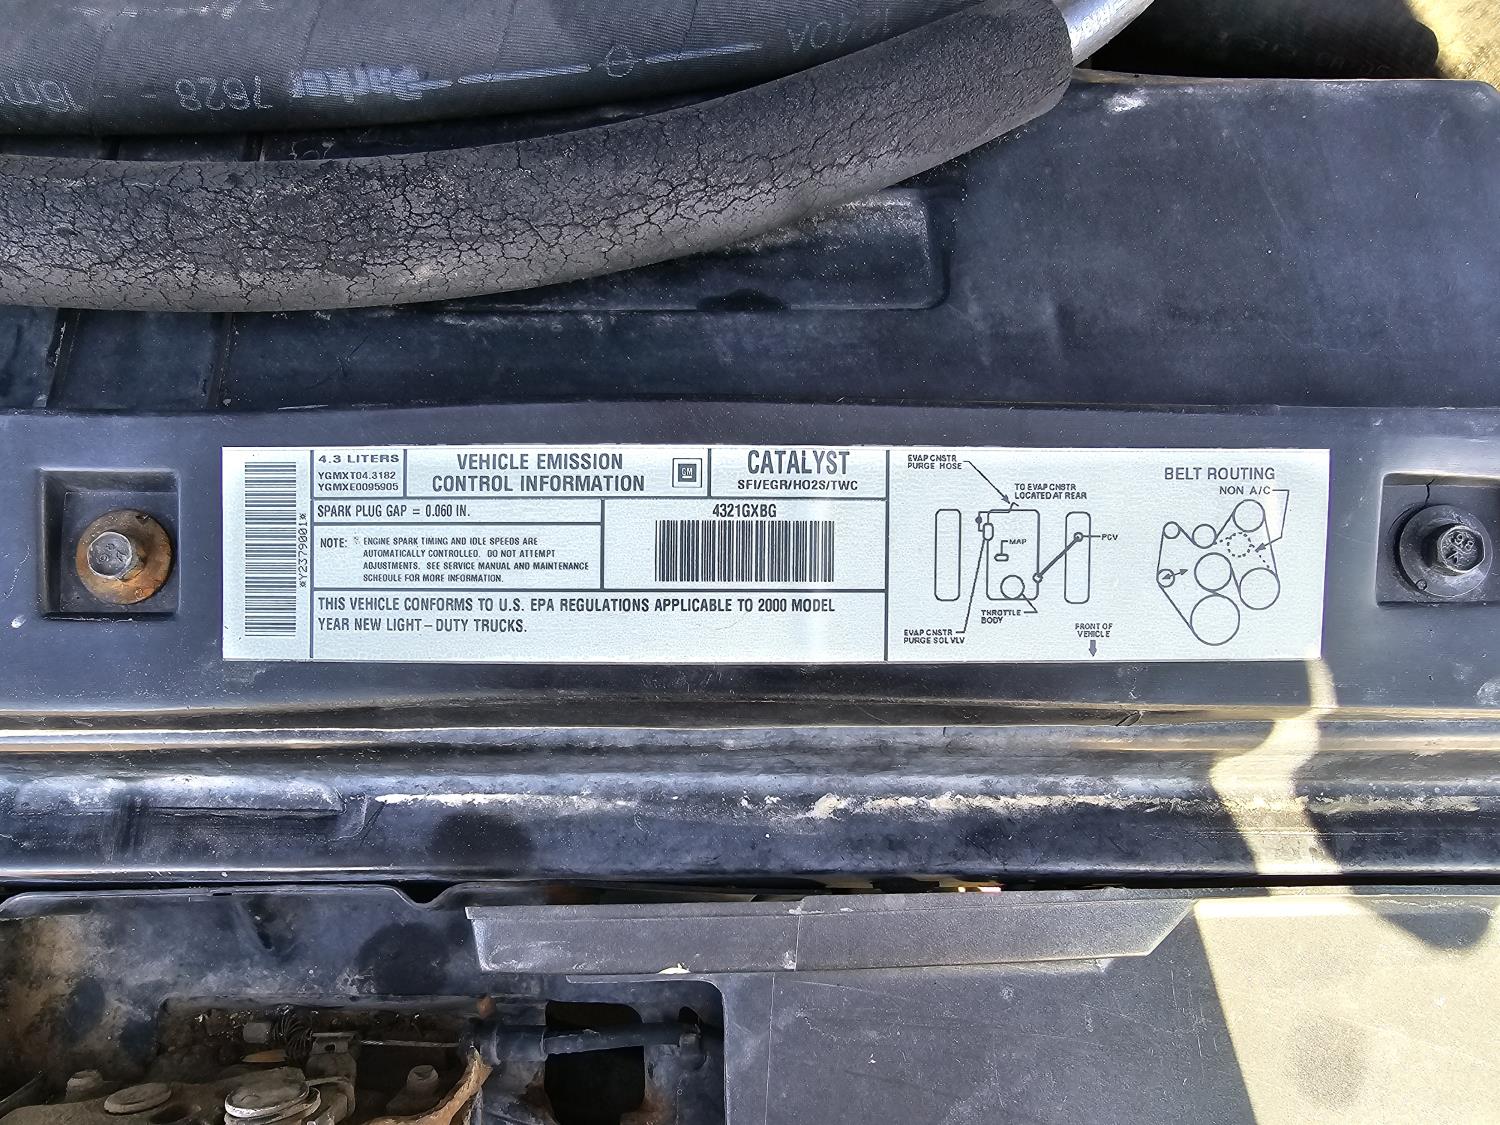 7628
Parker
*Y2379001*
4.3 LITERS
YGMXT04.3182
YGMXE0095905
VEHICLE EMISSION
CONTROL INFORMATION
GM
CATALYST
SFI/EGR/HO2S/TWC
SPARK PLUG GAP = 0.060 IN.
NOTE: ENGINE SPARK TIMING AND IDLE SPEEDS ARE
AUTOMATICALLY CONTROLLED. DO NOT ATTEMPT
ADJUSTMENTS. SEE SERVICE MANUAL AND MAINTENANCE
SCHEDULE FOR MORE INFORMATION.
4321GXBG
THIS VEHICLE CONFORMS TO U.S. EPA REGULATIONS APPLICABLE TO 2000 MODEL
YEAR NEW LIGHT-DUTY TRUCKS.
EVAP CNSTR
PURGE HOSE
TO EVAP CNSTR
LOCATED AT REAR
MAP
PCV
THROTTLE
BODY
EVAP CNSTR
PURGE SOL VLV
FRONT OF
VEHICLE
BELT ROUTING
NON A/C